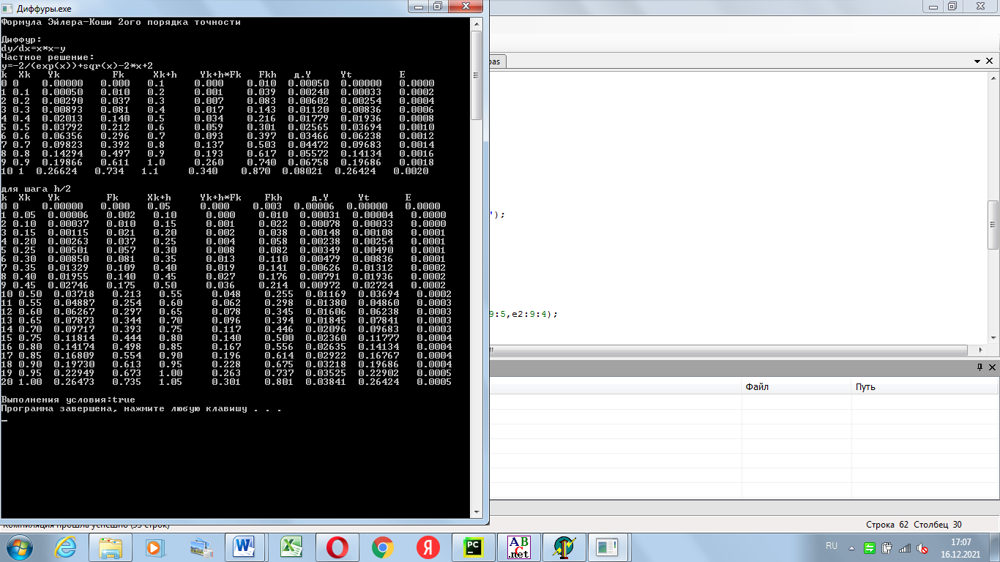 Диффуры.exe
Формула Эйлера-Коши 2ого порядка точности
Диффур:
dy/dx=x*x-y
Частное решение:
y=-2/(exp(x))+sqr(x)-2*x+2
k Xk Yk Fk Xk+h Yk+h*Fk Fkh д.Y Yt E
0 0 0.00000 0.000 0.1 0.000 0.010 0.00050 0.00000 0.0000
1 0.1 0.00050 0.010 0.2 0.001 0.039 0.00240 0.00033 0.0002
2 0.2 0.00290 0.037 0.3 0.007 0.083 0.00602 0.00254 0.0004
3 0.3 0.00893 0.081 0.4 0.017 0.143 0.01120 0.00836 0.0006
4 0.4 0.02013 0.140 0.5 0.034 0.216 0.01779 0.01936 0.0008
5 0.5 0.03792 0.212 0.6 0.059 0.301 0.02565 0.03694 0.0010
6 0.6 0.06356 0.296 0.7 0.093 0.397 0.03466 0.06238 0.0012
7 0.7 0.09823 0.392 0.8 0.137 0.503 0.04472 0.09683 0.0014
8 0.8 0.14294 0.497 0.9 0.193 0.617 0.05572 0.14134 0.0016
9 0.9 0.19866 0.611 1.0 0.260 0.740 0.06758 0.19686 0.0018
10 1 0.26624 0.734 1.1 0.340 0.870 0.08021 0.26424 0.0020
для шага h/2
k Xk Yk Fk Xk+h Yk+h*Fk Fkh д.Y Yt E
0 0 0.00000 0.000 0.05 0.000 0.003 0.00006 0.00000 0.0000
1 0.05 0.00006 0.002 0.10 0.000 0.010 0.00031 0.00004 0.0000
2 0.10 0.00037 0.010 0.15 0.001 0.022 0.00078 0.00033 0.0000
3 0.15 0.00115 0.021 0.20 0.002 0.038 0.00148 0.00108 0.0001
4 0.20 0.00263 0.037 0.25 0.004 0.058 0.00238 0.00254 0.0001
5 0.25 0.00501 0.057 0.30 0.008 0.082 0.00349 0.00490 0.0001
6 0.30 0.00850 0.081 0.35 0.013 0.110 0.00479 0.00836 0.0001
7 0.35 0.01329 0.109 0.40 0.019 0.141 0.00626 0.01312 0.0002
8 0.40 0.01955 0.140 0.45 0.027 0.176 0.00791 0.01936 0.0002
9 0.45 0.02746 0.175 0.50 0.036 0.214 0.00972 0.02724 0.0002
10 0.50 0.03718 0.213 0.55 0.048 0.255 0.01169 0.03694 0.0002
11 0.55 0.04887 0.254 0.60 0.062 0.298 0.01380 0.04860 0.0003
12 0.60 0.06267 0.297 0.65 0.078 0.345 0.01606 0.06238 0.0003
13 0.65 0.07873 0.344 0.70 0.096 0.394 0.01845 0.07841 0.0003
14 0.70 0.09717 0.393 0.75 0.117 0.446 0.02096 0.09683 0.0003
15 0.75 0.11814 0.444 0.80 0.140 0.500 0.02360 0.11777 0.0004
16 0.80 0.14174 0.498 0.85 0.167 0.556 0.02635 0.14134 0.0004
17 0.85 0.16809 0.554 0.90 0.196 0.614 0.02922 0.16767 0.0004
18 0.90 0.19730 0.613 0.95 0.228 0.675 0.03218 0.19686 0.0004
19 0.95 0.22949 0.673 1.00 0.263 0.737 0.03525 0.22902 0.0005
20 1.00 0.26473 0.735 1.05 0.301 0.801 0.03841 0.26424 0.0005
Выполнения условия:true
Программа завершена, нажмите любую клавишу . . .
pas
');
9:5,e2:9:4);
Файл Путь
Компиляция прошла успешно (93 строк)
Строка 62 Столбец 30
W X Я PC ABC.net
RU
17:07
16.12.2021